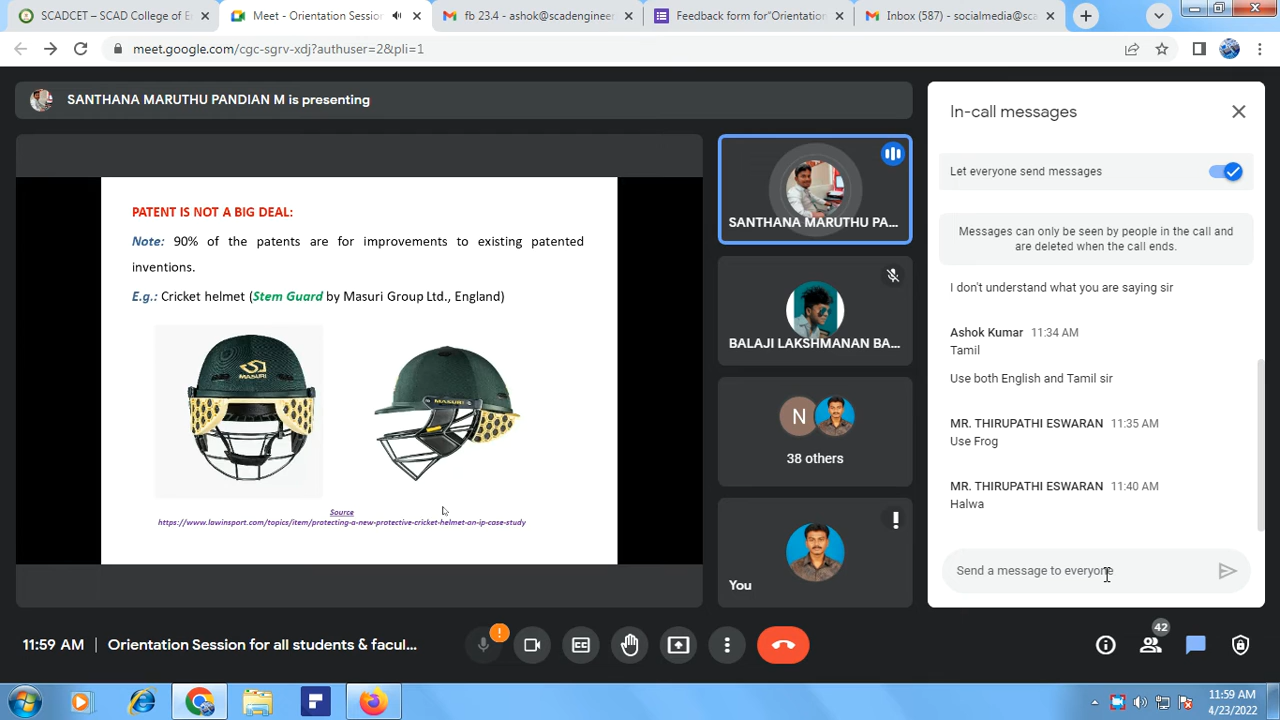 SCADCET – SCAD College of E
Meet - Orientation Sessio
fb 23.4 - ashok@scadengineer
Feedback form for"Orientatio
Inbox (587) - socialmedia@sca
meet.google.com/cgc-sgrv-xdj?authuser=2&pli=1
SANTHANA MARUTHU PANDIAN M is presenting
PATENT IS NOT A BIG DEAL:
Note: 90% of the patents are for improvements to existing patented
inventions.
E.g.: Cricket helmet (Stem Guard by Masuri Group Ltd., England)
MASURI
MASURI
Source
https://www.lawinsport.com/topics/item/protecting-a-new-protective-cricket-helmet-an-ip-case-study
SANTHANA MARUTHU PA...
BALAJI LAKSHMANAN BA...
N
38 others
You
In-call messages
Let everyone send messages
Messages can only be seen by people in the call and
are deleted when the call ends.
I don't understand what you are saying sir
Ashok Kumar 11:34 AM
Tamil
Use both English and Tamil sir
MR. THIRUPATHI ESWARAN 11:35 AM
Use Frog
MR. THIRUPATHI ESWARAN 11:40 AM
Halwa
Send a message to everyone
11:59 AM | Orientation Session for all students & facul...
CC
42
11:59 AM
4/23/2022